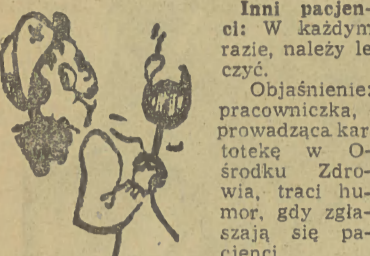 Inni pacjen-
ci: W każdym
razie, należy le
czyć.
Objaśnienie:
pracowniczka,
prowadząca kar
totekę w O-
środku Zdro-
wia, traci hu-
mor, gdy zgła-
szają się pa-
cjenci